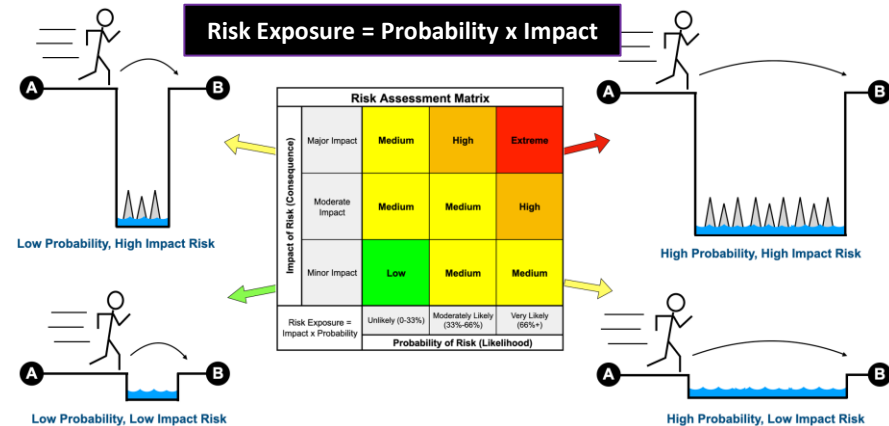 Risk Exposure = Probability x Impact
A
B
Low Probability, High Impact Risk
A
B
Low Probability, Low Impact Risk
Risk Assessment Matrix
Impact of Risk (Consequence)
Major Impact
Medium
High
Extreme
Moderate
Impact
Medium
Medium
High
Minor Impact
Low
Medium
Medium
Risk Exposure =
Impact x Probability
Unlikely (0-33%)
Moderately Likely
(33%-66%)
Very Likely
(66%+)
Probability of Risk (Likelihood)
A
B
High Probability, High Impact Risk
A
B
High Probability, Low Impact Risk